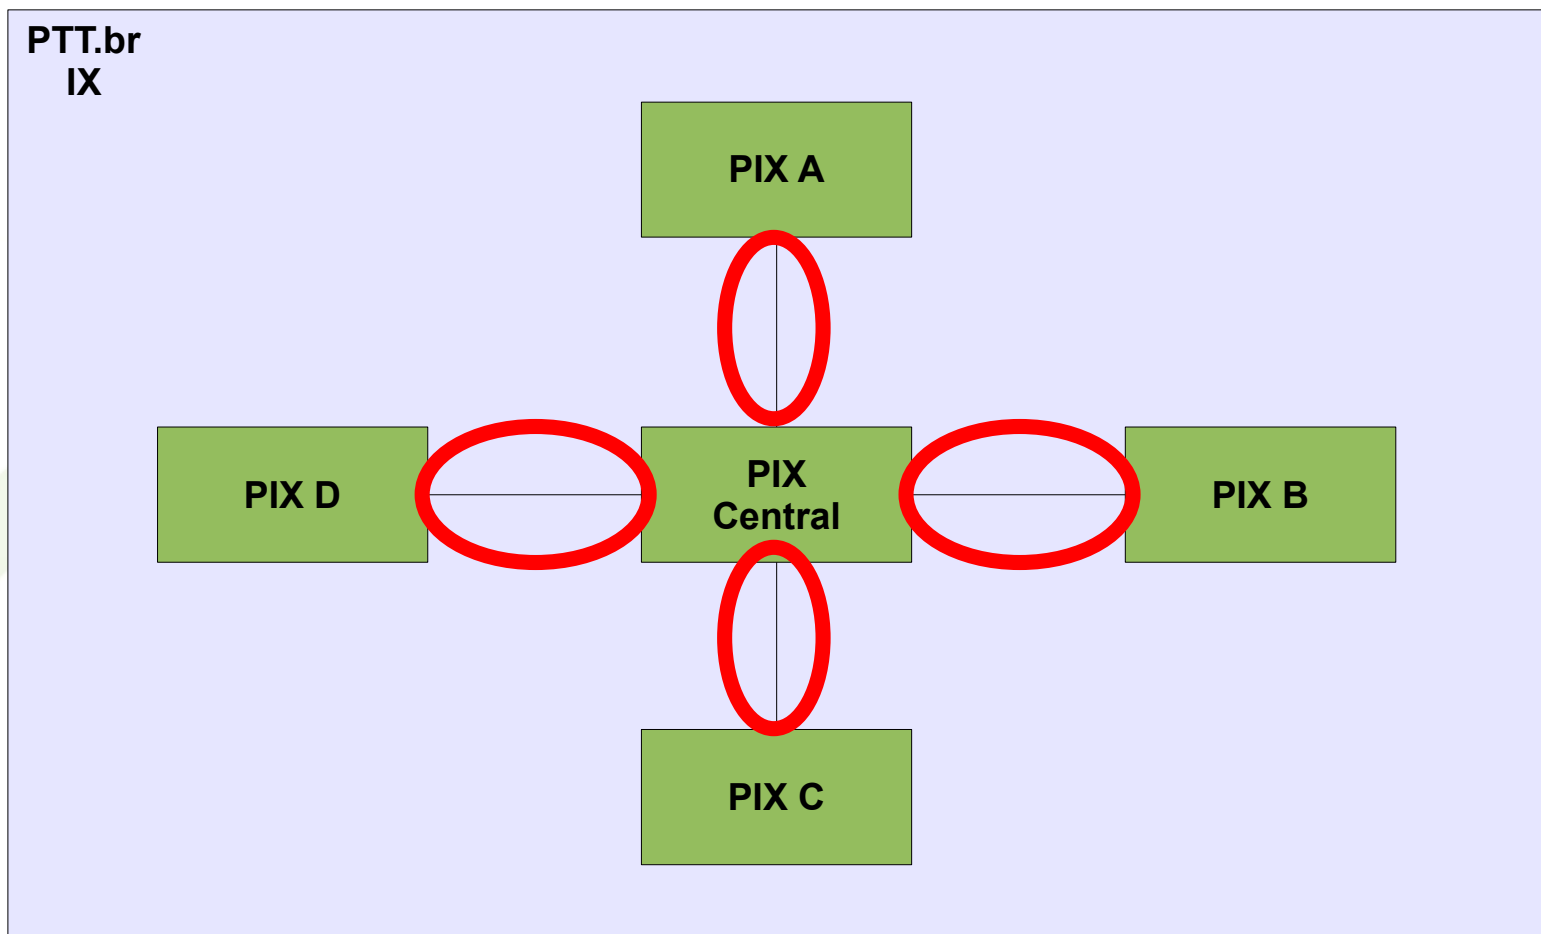 PTT.br
IX
PIX A
PIX D
PIX
Central
PIX B
PIX C